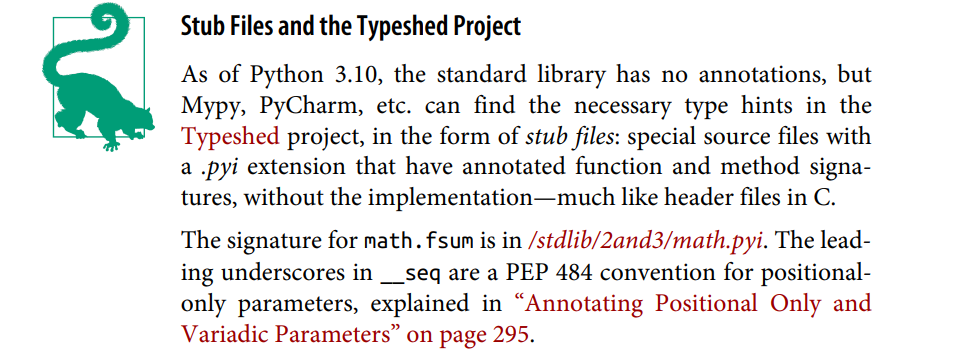 Stub Files and the Typeshed Project
As of Python 3.10, the standard library has no annotations, but
Mypy, PyCharm, etc. can find the necessary type hints in the
Typeshed project, in the form of stub files: special source files with
a .pyi extension that have annotated function and method signa-
tures, without the implementation—much like header files in C.
The signature for math.fsum is in /stdlib/2and3/math.pyi. The lead-
ing underscores in __seq are a PEP 484 convention for positional-
only parameters, explained in “Annotating Positional Only and
Variadic Parameters” on page 295.